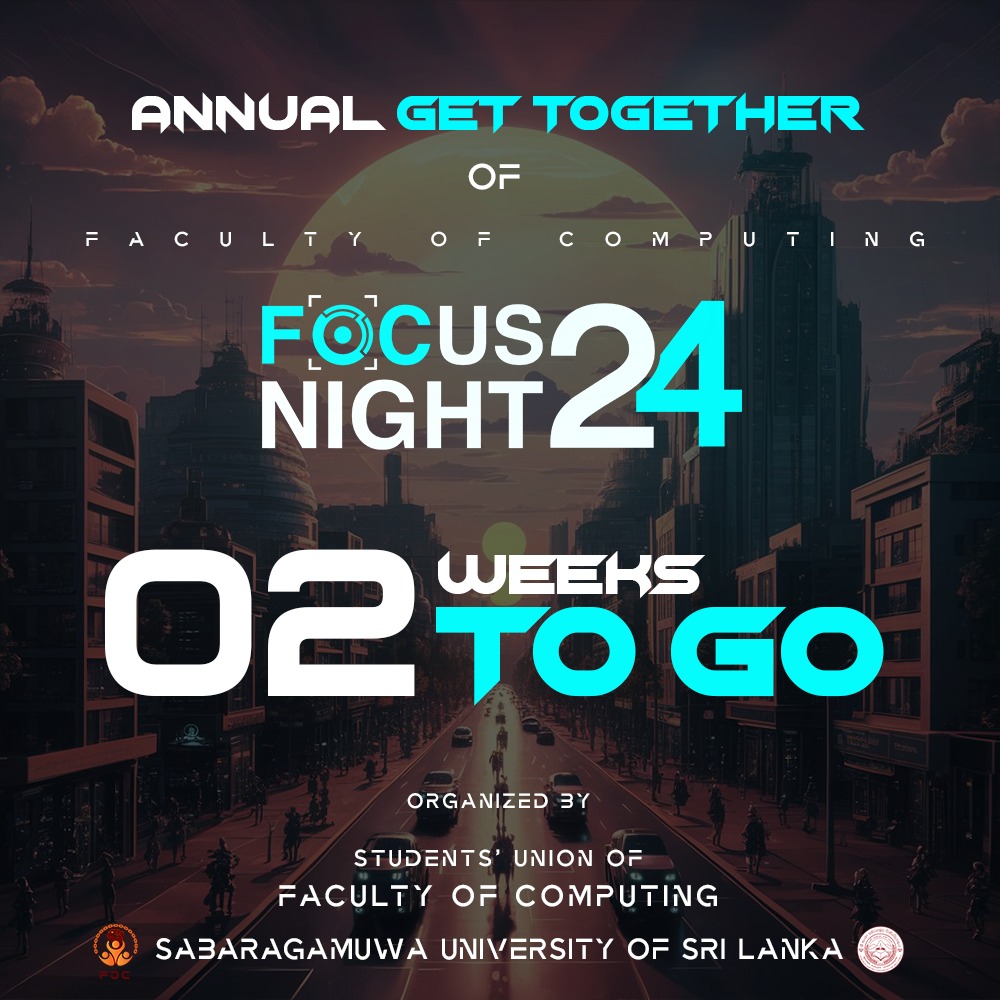 ANNUAL GET TOGETHER
OF
FACULTY OF COMPUTING
FOCUS
NIGHT 24
02 WEEKS
TO GO
ORGANIZED BY
STUDENTS' UNION OF
FACULTY OF COMPUTING
FOC
SABARAGAMUWA UNIVERSITY OF SRI LANKA